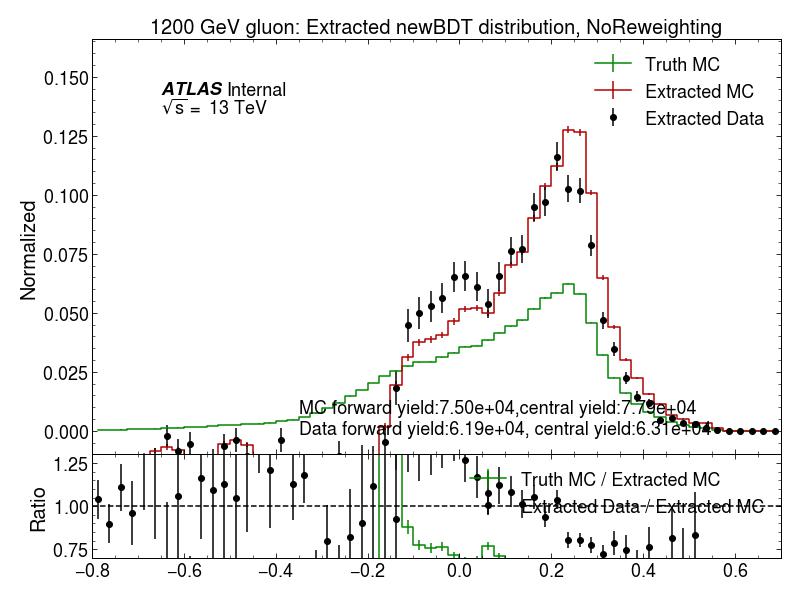 1200 GeV gluon: Extracted newBDT distribution, NoReweighting
ATLAS Internal
√s = 13 TeV
Truth MC
Extracted MC
Extracted Data
Normalized
0.150
0.125
0.100
0.075
0.050
0.025
0.000
MC forward yield:7.50e+04,central yield:7.79e+04
Data forward yield:6.19e+04, central yield:6.31e+04
Ratio
1.25
1.00
0.75
Truth MC / Extracted MC
Extracted Data / Extracted MC
−0.8 −0.6 −0.4 −0.2 0.0 0.2 0.4 0.6